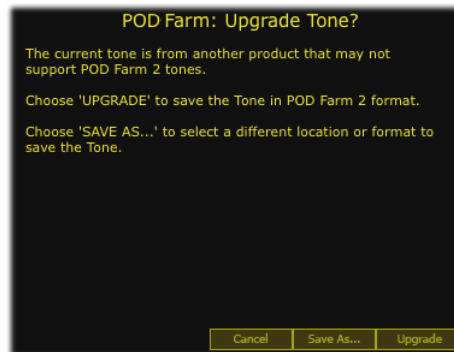 POD Farm: Upgrade Tone?
The current tone is from another product that may not
support POD Farm 2 tones.
Choose 'UPGRADE' to save the Tone in POD Farm 2 format.
Choose 'SAVE AS...' to select a different location or format to
save the Tone.
Cancel Save As... Upgrade